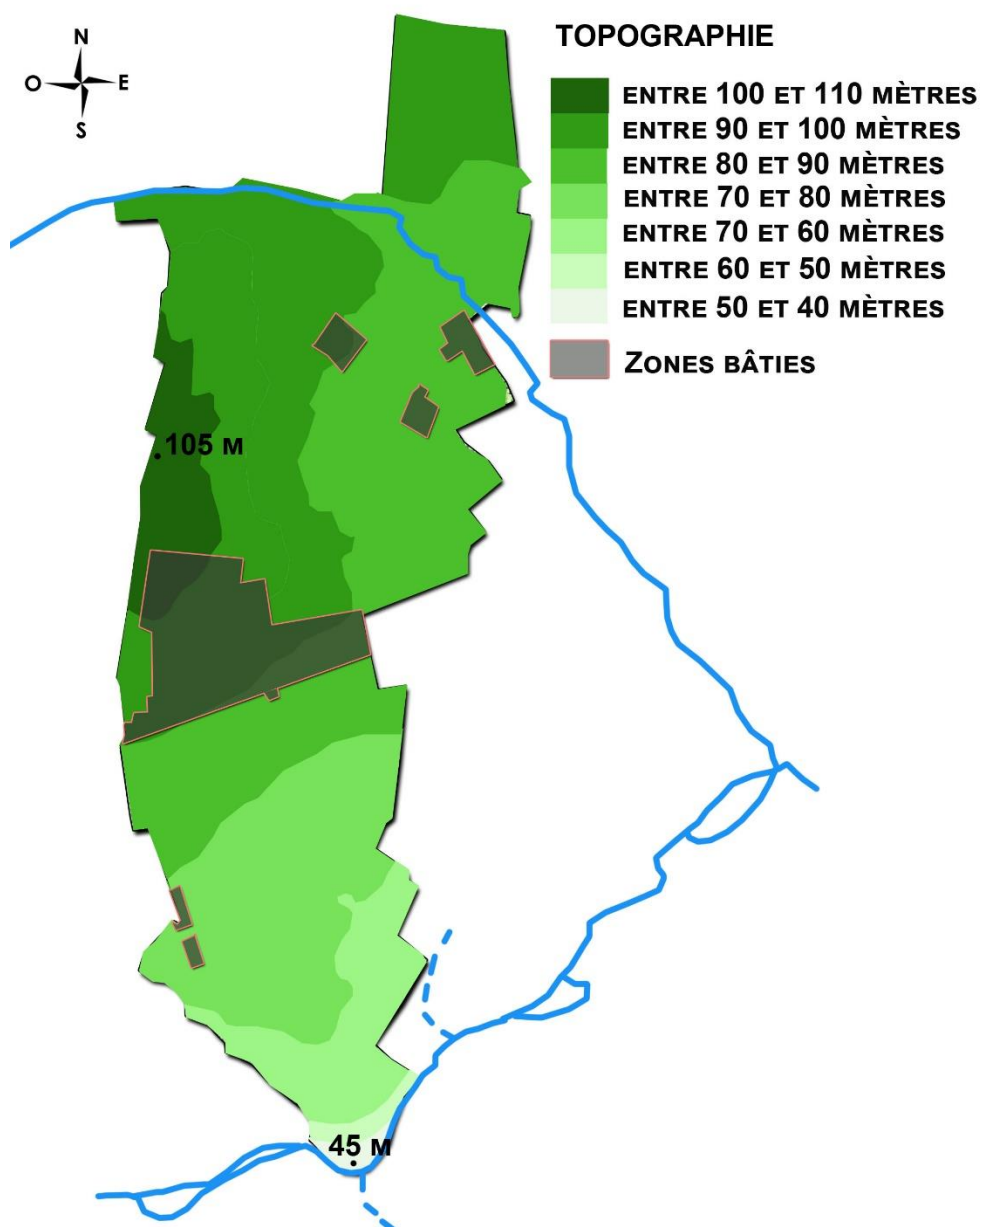 TOPOGRAPHIE
N
O E
S
ENTRE 100 ET 110 MÈTRES
ENTRE 90 ET 100 MÈTRES
ENTRE 80 ET 90 MÈTRES
ENTRE 70 ET 80 MÈTRES
ENTRE 70 ET 60 MÈTRES
ENTRE 60 ET 50 MÈTRES
ENTRE 50 ET 40 MÈTRES
ZONES BÂTIES
105 M
45 M